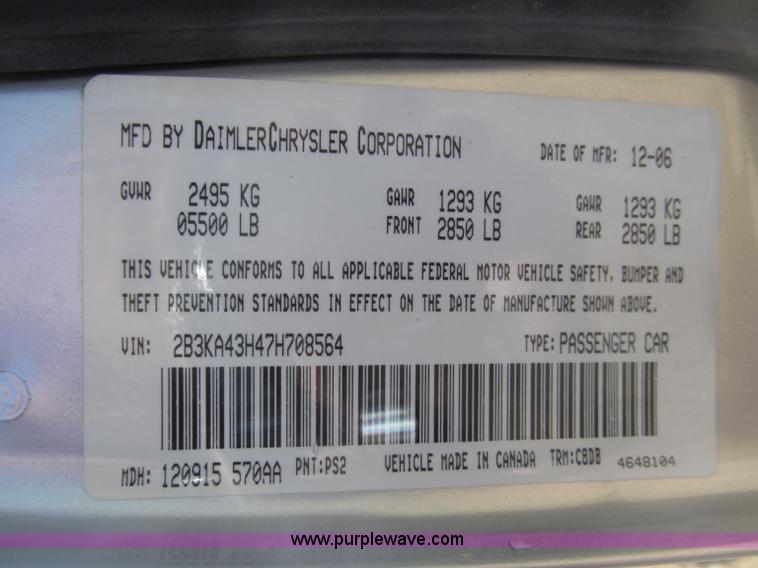 MFD BY DAIMLERCHRYSLER CORPORATION DATE OF MFR: 12-06
GVWR 2495 KG GAWR 1293 KG GAWR 1293 KG
05500 LB FRONT 2850 LB REAR 2850 LB
THIS VEHICLE CONFORMS TO ALL APPLICABLE FEDERAL MOTOR VEHICLE SAFETY, BUMPER AND
THEFT PREVENTION STANDARDS IN EFFECT ON THE DATE OF MANUFACTURE SHOWN ABOVE.
VIN: 2B3KA43H47H708564 TYPE: PASSENGER CAR
MDH: 120915 570AA PNT:PS2 VEHICLE MADE IN CANADA TRM:CBDB 4648104
www.purplewave.com